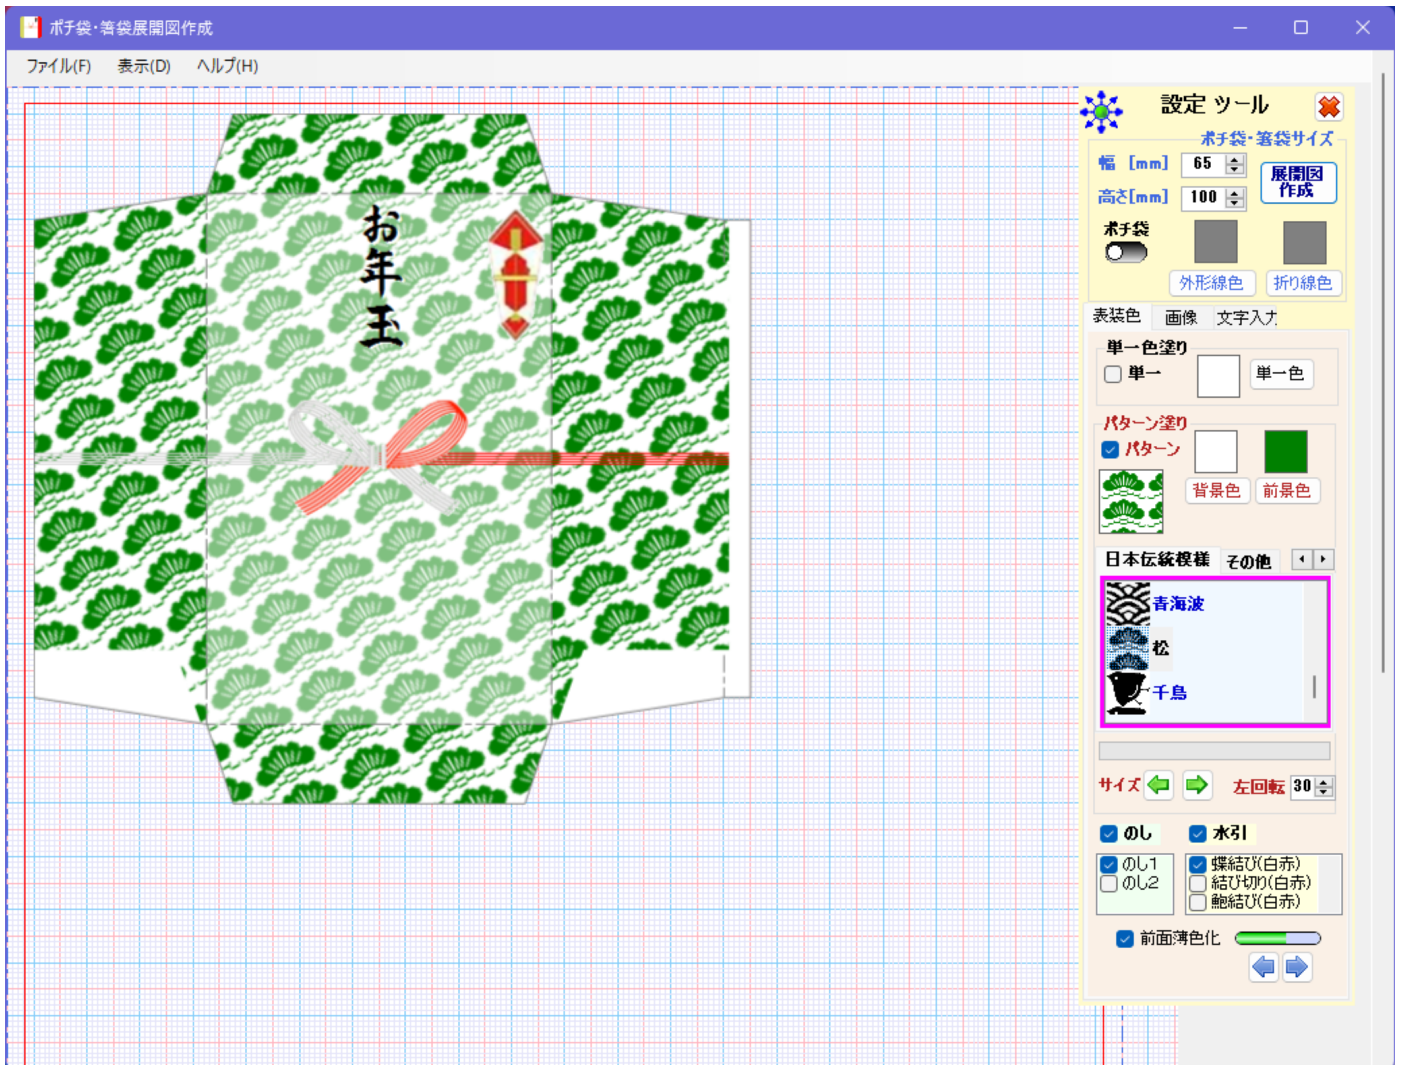 ポチ袋・箸袋展開図作成
ファイル(F) 表示(D) ヘルプ(H)
設定 ツール
ポチ袋・箸袋サイズ
幅 [mm] 65
展開図
作成
高さ[mm] 100
ポチ袋
外形線色 折り線色
表装色 画像 文字入力
単一色塗り
単一 単一色
パターン塗り
パターン
背景色 前景色
日本伝統模様 その他
青海波
松
千鳥
サイズ 左回転 30
のし 水引
のし1
のし2
蝶結び(白赤)
結び切り(白赤)
鮑結び(白赤)
前面薄色化
お年玉